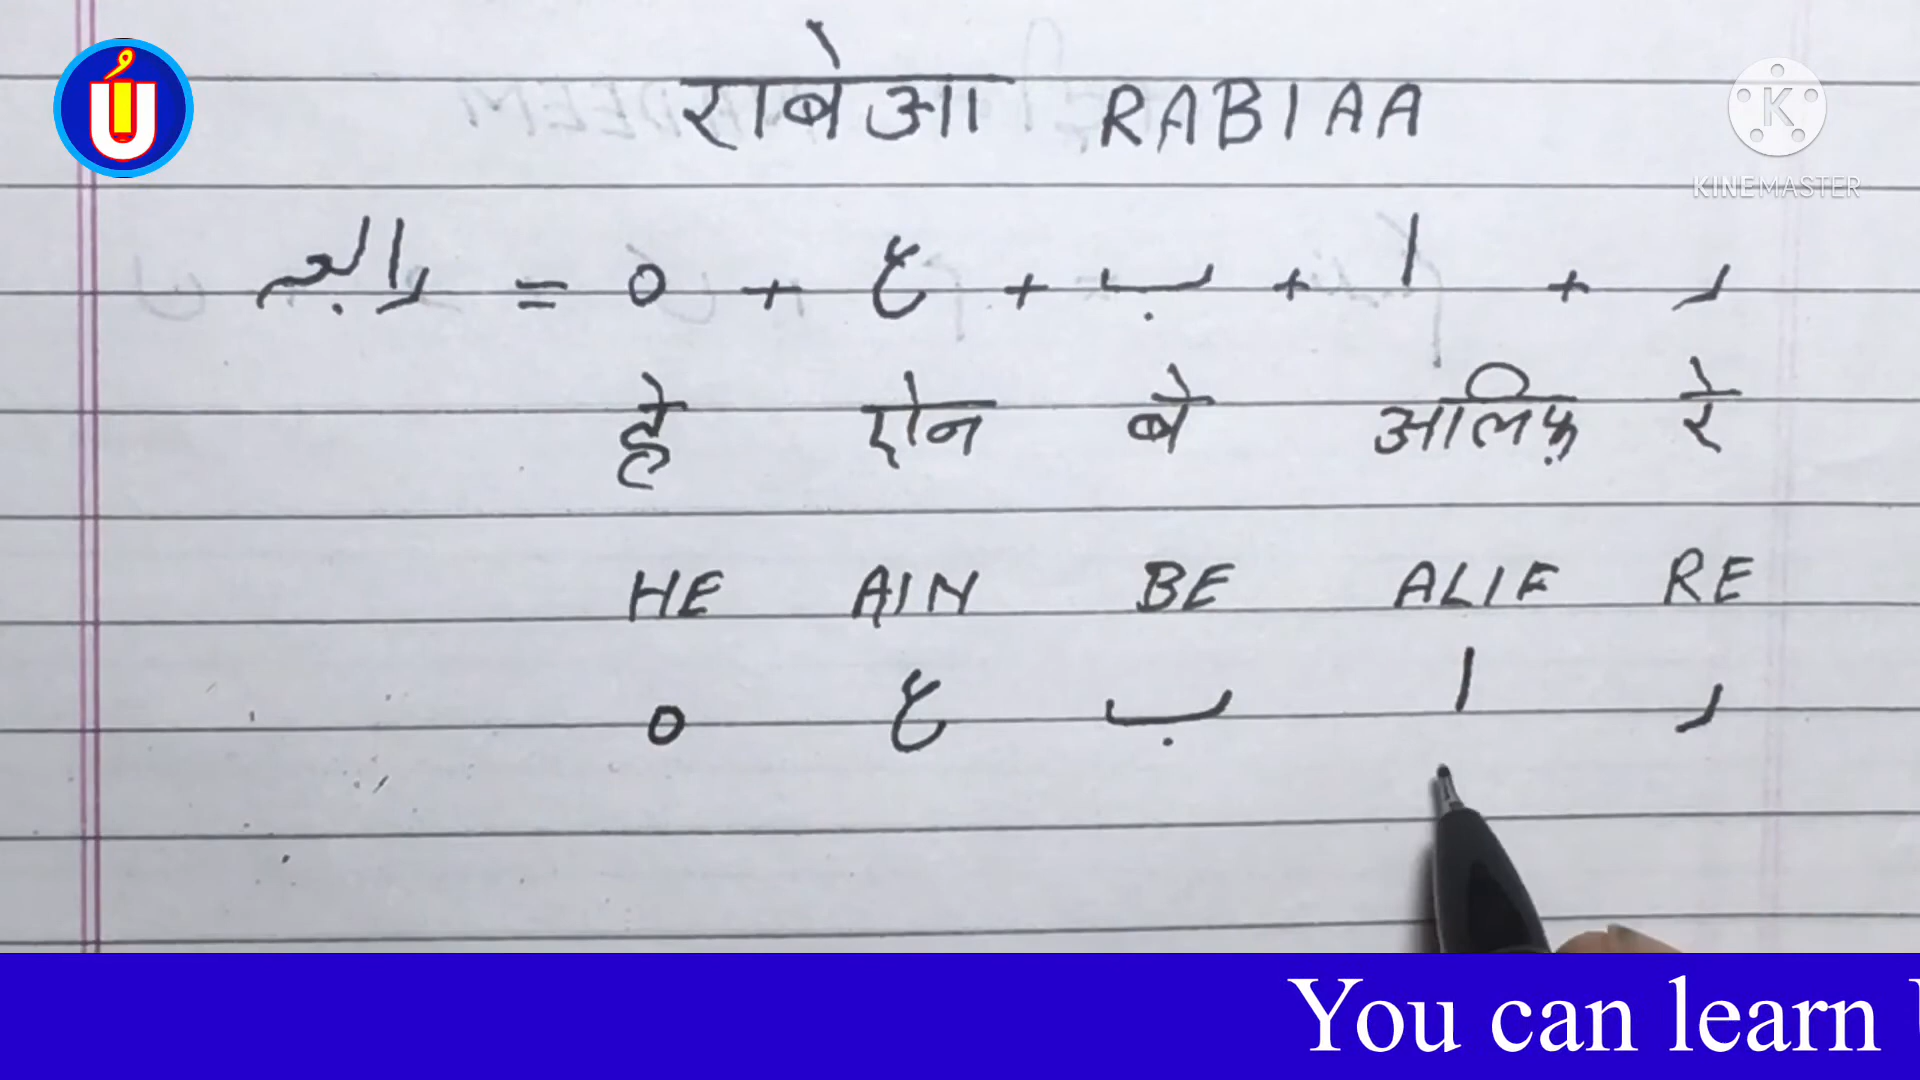 राबेआ RABIAA
ر + ا + ب + ع + ہ = رابعہ
हे ऐन बे अलिफ़ रे
HE AIN BE ALIF RE
ر ا ب ع ہ
KINEMASTER
You can learn